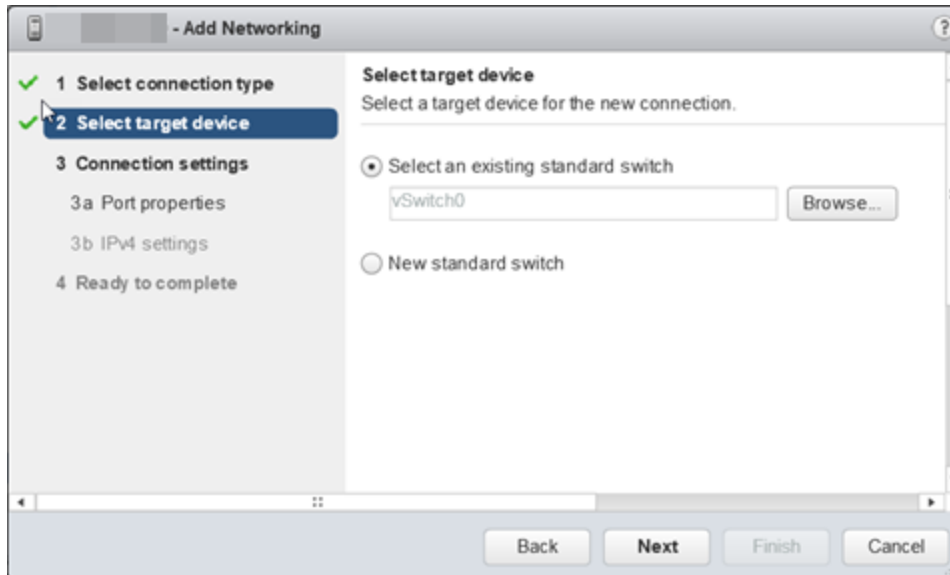 - Add Networking
?
1 Select connection type
2 Select target device
3 Connection settings
3a Port properties
3b IPv4 settings
4 Ready to complete
Select target device
Select a target device for the new connection.
Select an existing standard switch
vSwitch0
Browse...
New standard switch
Back
Next
Finish
Cancel